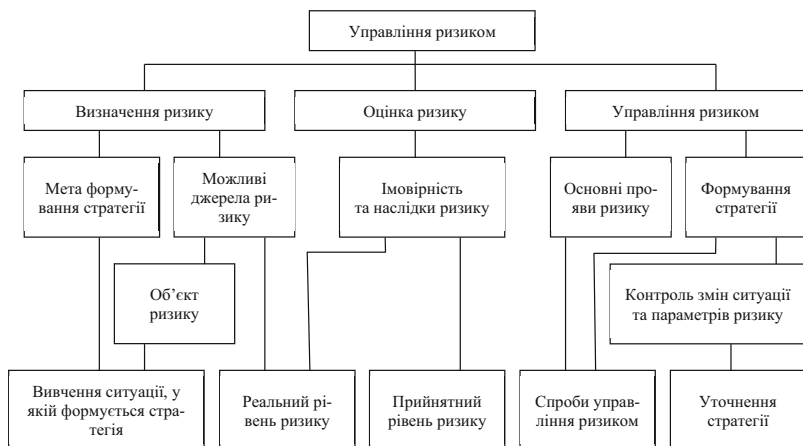 Управління ризиком
Визначення ризику
Оцінка ризику
Управління ризиком
Мета форму-
вання стратегії
Можливі
джерела ри-
зику
Імовірність
та наслідки ризику
Основні про-
яви ризику
Формування
стратегії
Об’єкт
ризику
Контроль змін ситуації
та параметрів ризику
Вивчення ситуації, у
якій формується стра-
тегія
Реальний рі-
вень ризику
Прийнятний
рівень ризику
Спроби управ-
ління ризиком
Уточнення
стратегії